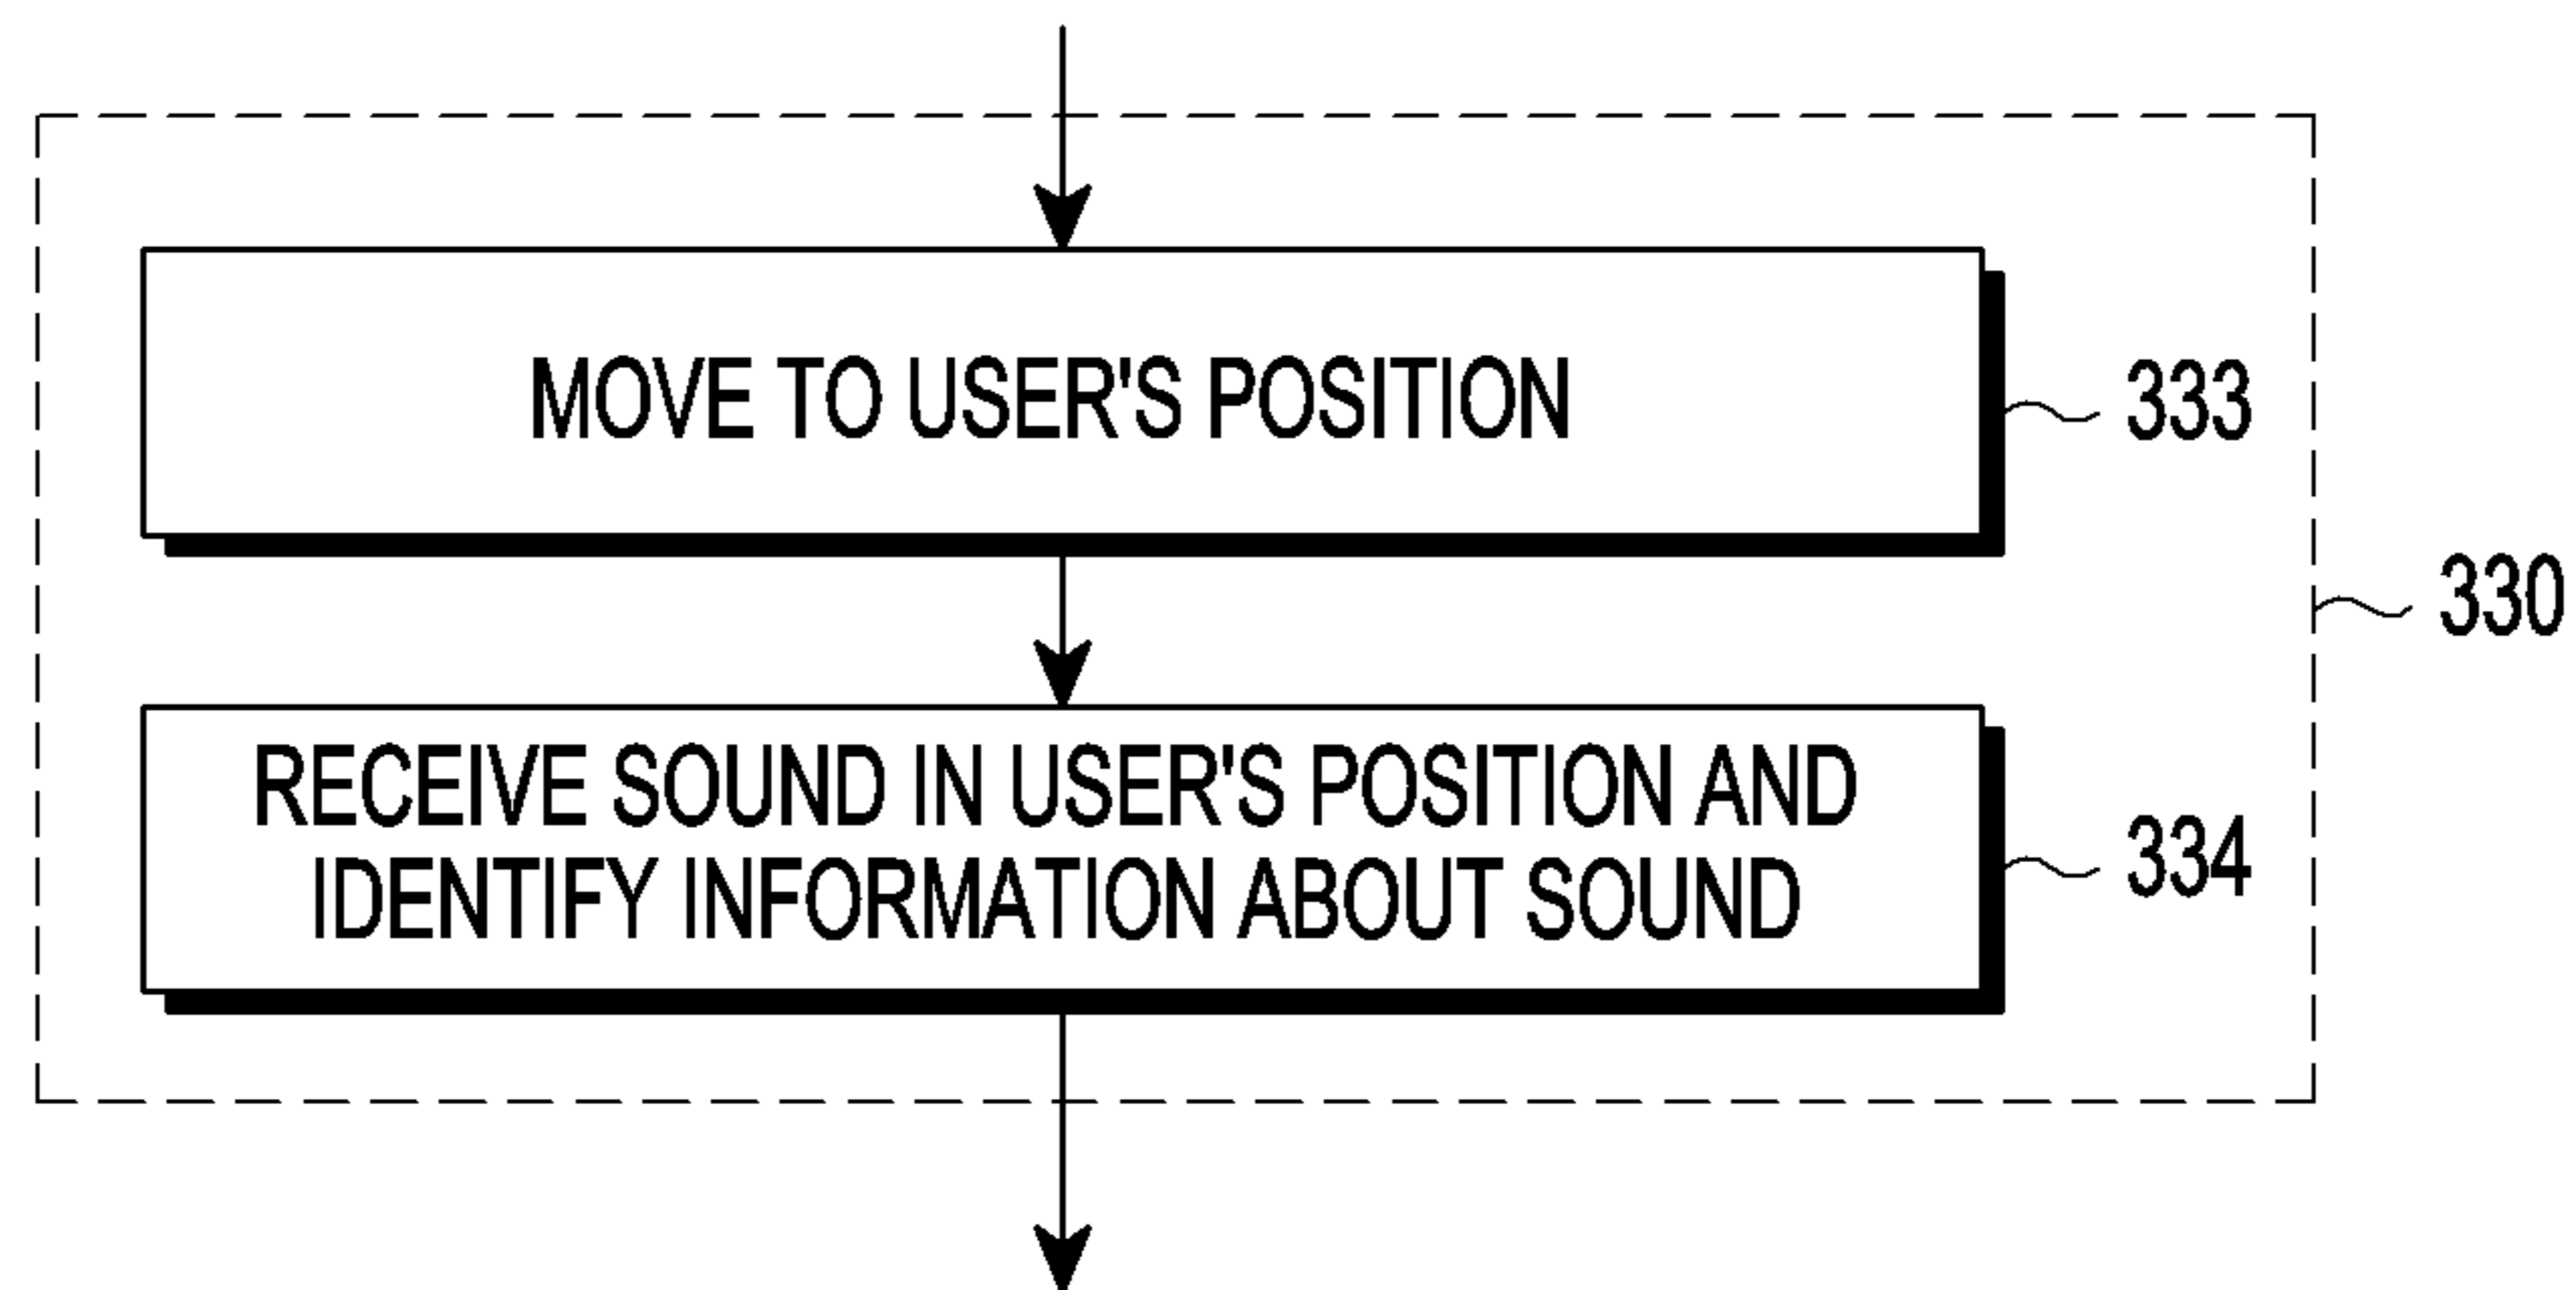 MOVE TO USER'S POSITION
333
330
RECEIVE SOUND IN USER'S POSITION AND
IDENTIFY INFORMATION ABOUT SOUND
334